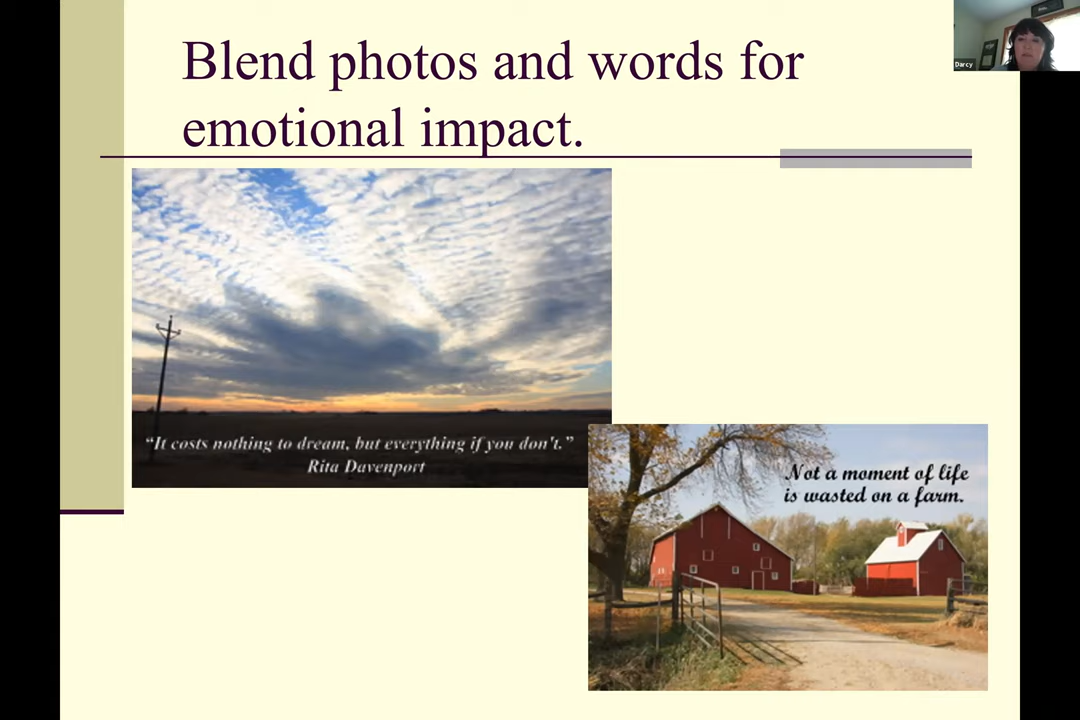 Blend photos and words for
emotional impact.
Darcy
“It costs nothing to dream, but everything if you don't.”
Rita Davenport
Not a moment of life
is wasted on a farm.